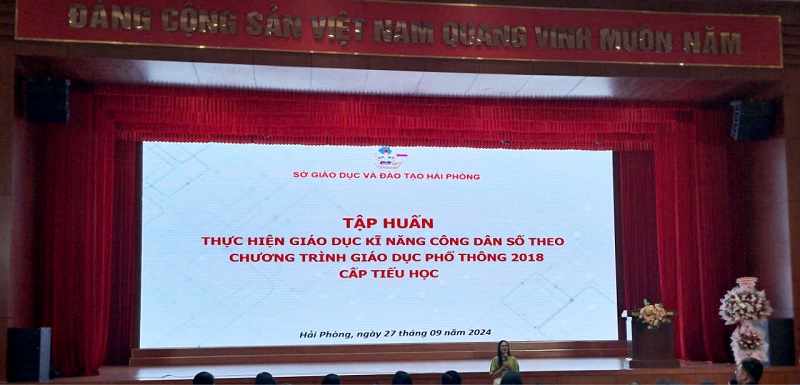 ĐẢNG CỘNG SẢN VIỆT NAM QUANG VINH MUÔN NĂM
SỞ GIÁO DỤC VÀ ĐÀO TẠO HẢI PHÒNG
TẬP HUẤN
THỰC HIỆN GIÁO DỤC KĨ NĂNG CÔNG DÂN SỐ THEO
CHƯƠNG TRÌNH GIÁO DỤC PHỔ THÔNG 2018
CẤP TIỂU HỌC
Hải Phòng, ngày 27 tháng 09 năm 2024